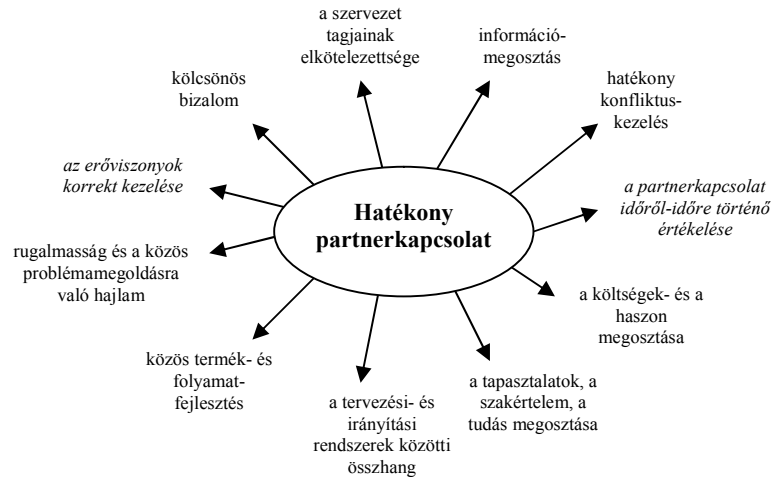 a szervezet
tagjainak
elkötelezettsége
információ-
megosztás
hatékony
konfliktus-
kezelés
kölcsönös
bizalom
az erőviszonyok
korrekt kezelése
Hatékony
partnerkapcsolat
a partnerkapcsolat
időről-időre történő
értékelése
rugalmasság és a közös
problémamegoldásra
való hajlam
a költségek- és a
haszon
megosztása
közös termék- és
folyamat-
fejlesztés
a tervezési- és
irányítási
rendszerek közötti
összhang
a tapasztalatok, a
szakértelem, a
tudás megosztása